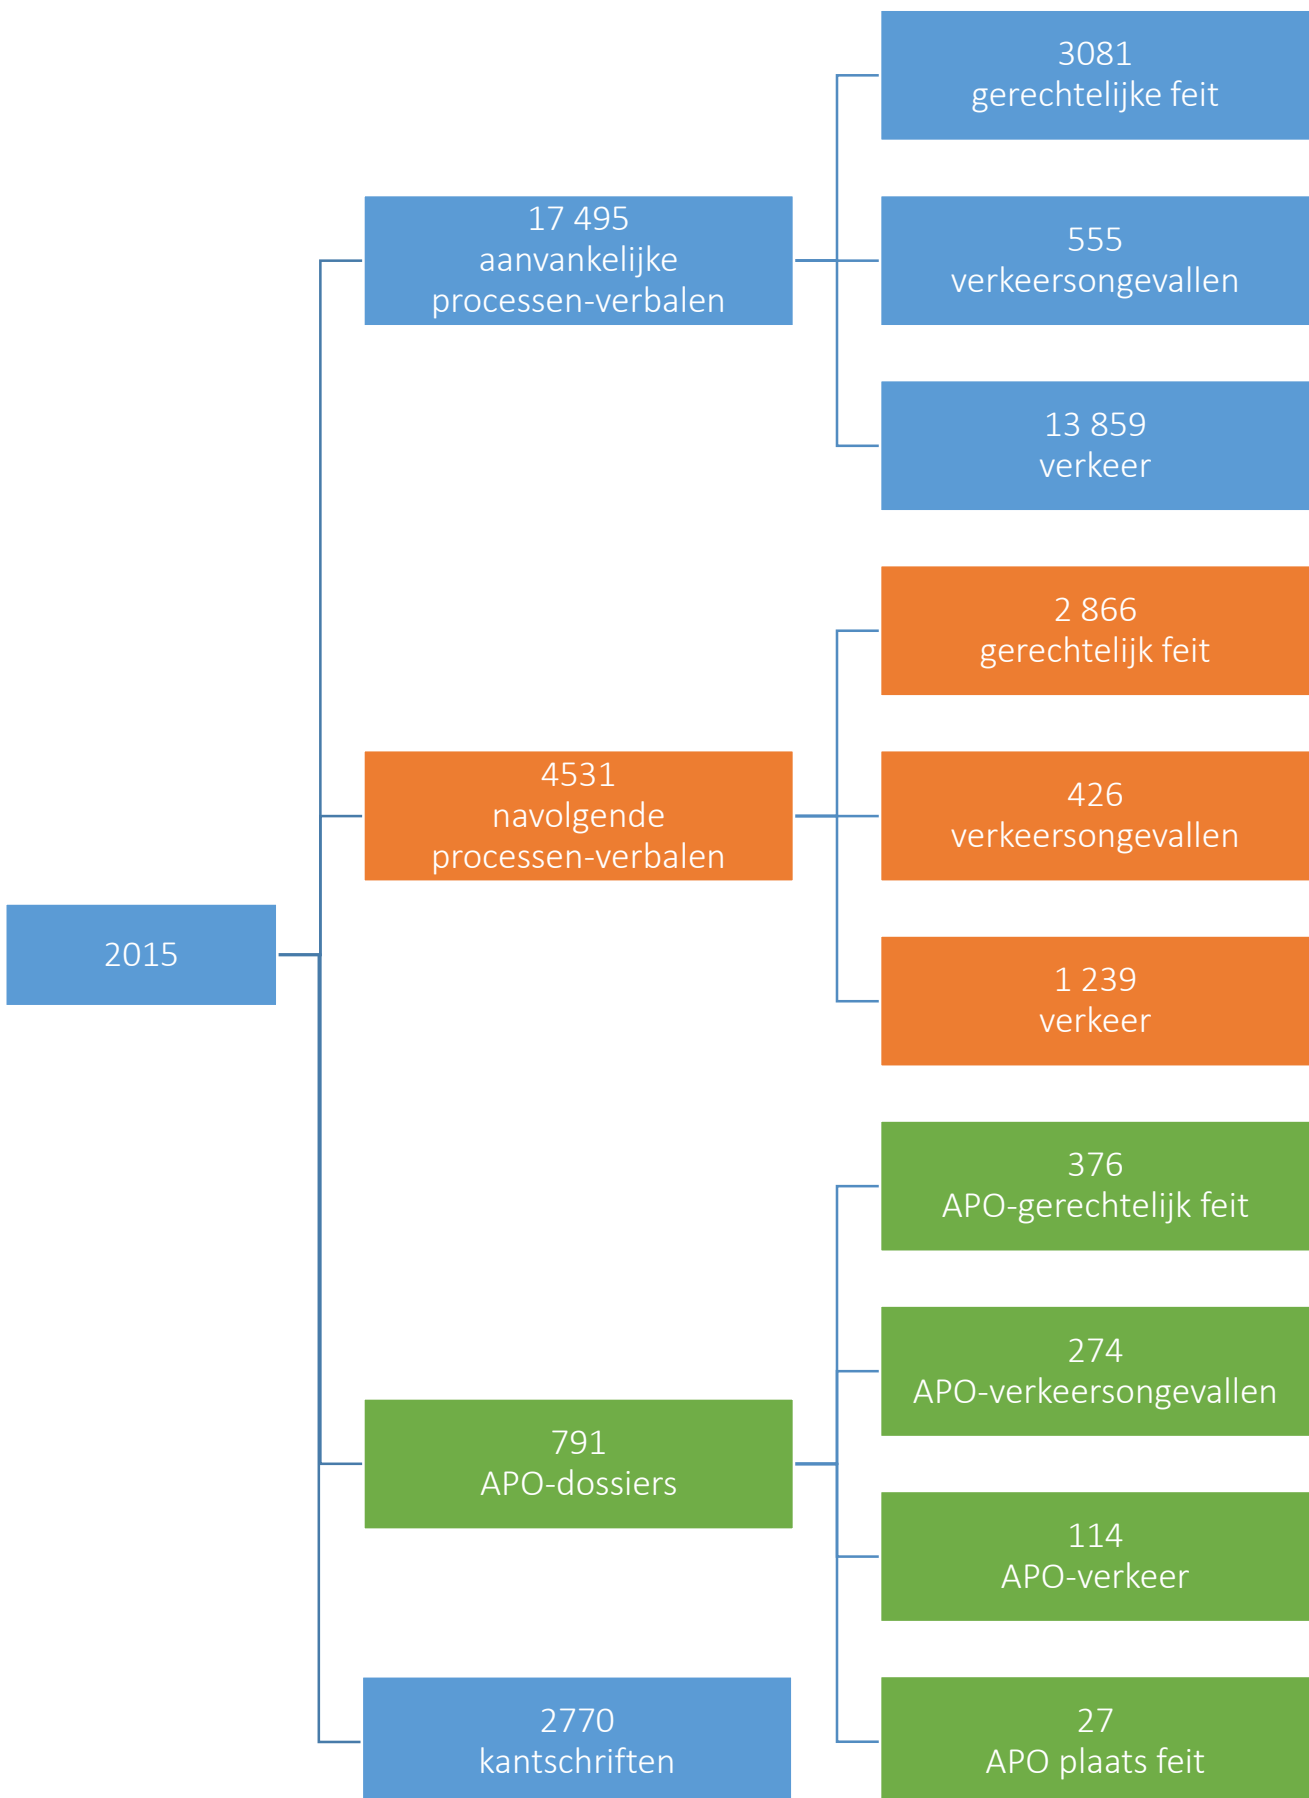 2015
17 495
aanvankelijke
processen-verbalen
3081
gerechtelijke feit
555
verkeersongevallen
13 859
verkeer
4531
navolgende
processen-verbalen
2 866
gerechtelijk feit
426
verkeersongevallen
1 239
verkeer
791
APO-dossiers
376
APO-gerechtelijk feit
274
APO-verkeersongevallen
114
APO-verkeer
27
APO plaats feit
2770
kantschriften